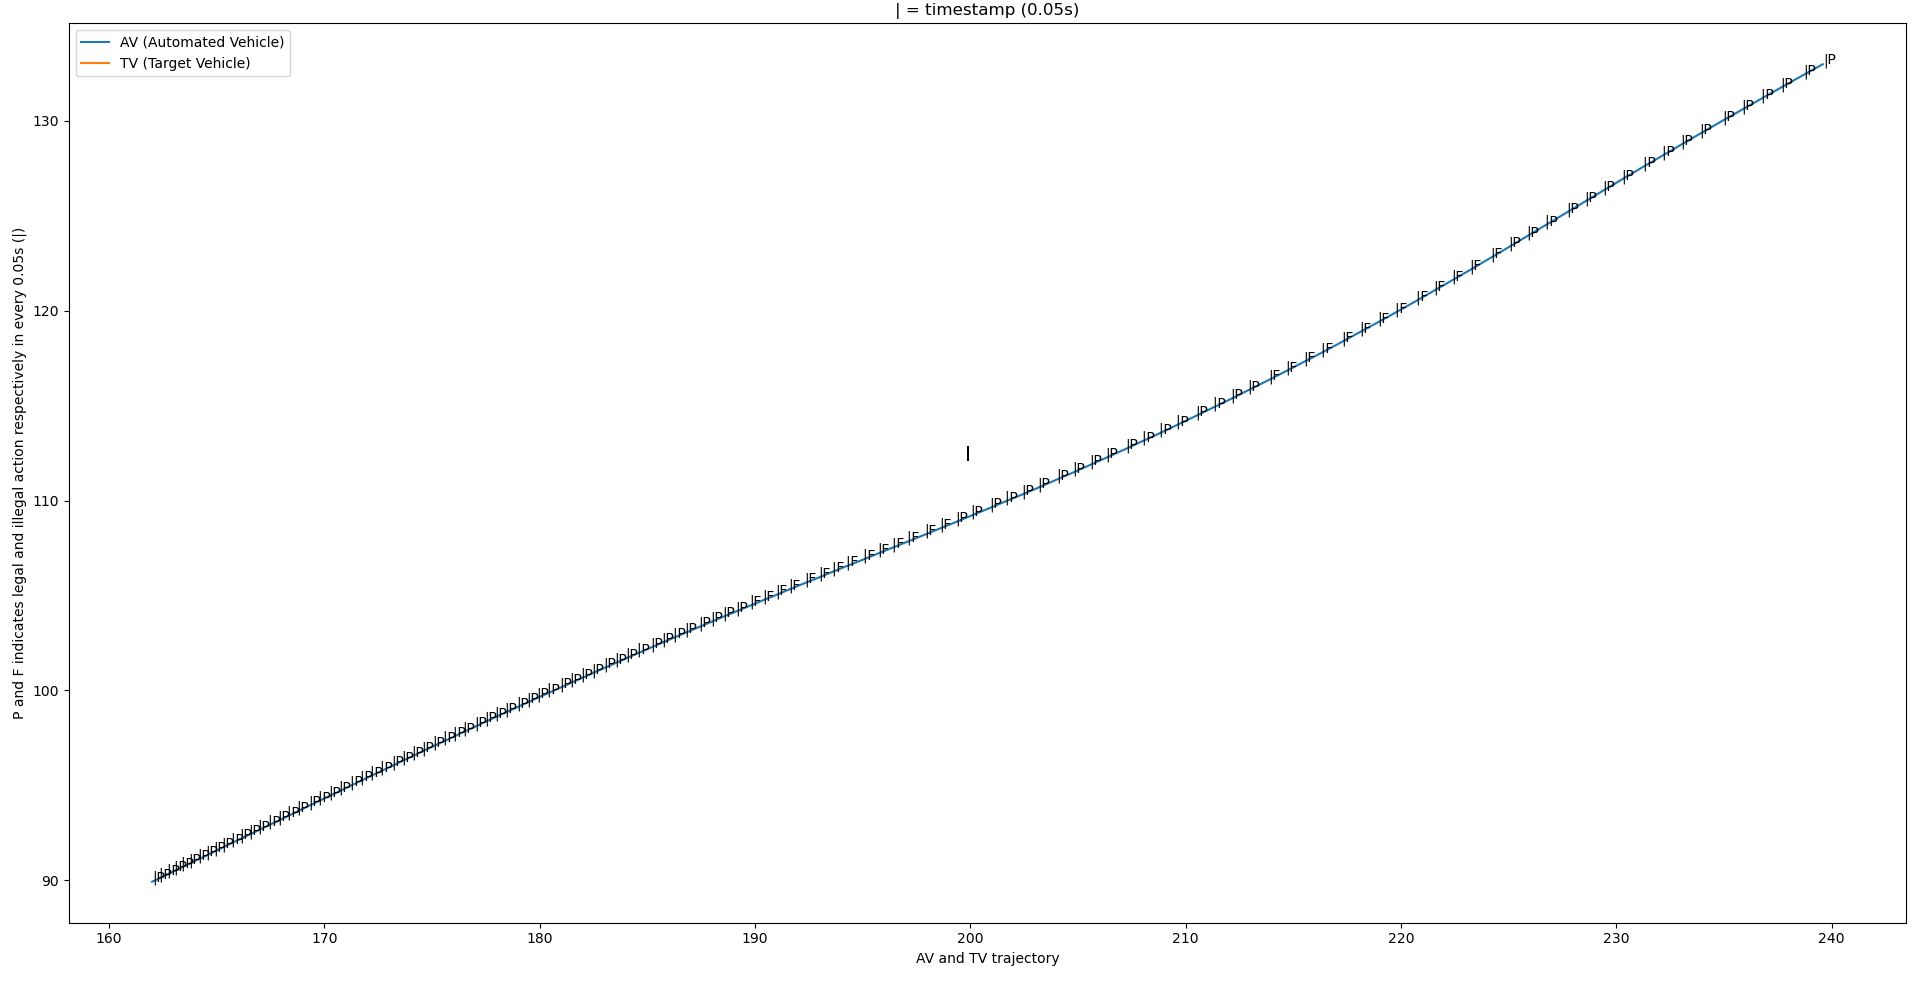 | = timestamp (0.05s)
AV (Automated Vehicle)
TV (Target Vehicle)
P and F indicates legal and illegal action respectively in every 0.05s (|)
130
120
110
100
90
|
160 170 180 190 200 210 220 230 240
AV and TV trajectory